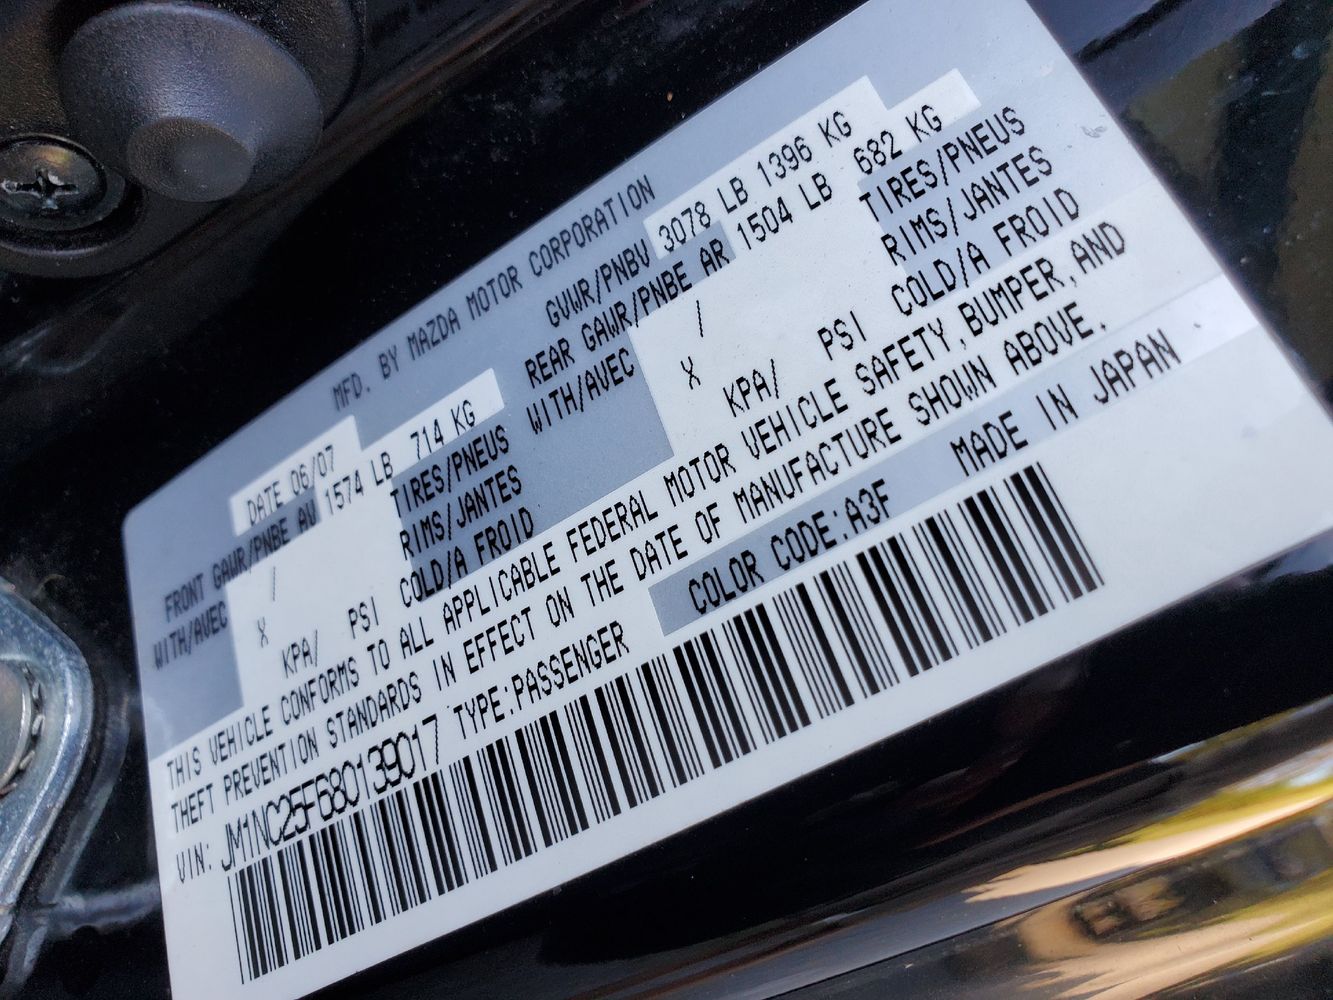 MFD. BY MAZDA MOTOR CORPORATION
DATE 06/07 GVWR/PNBV 3078 LB 1396 KG
FRONT GAWR/PNBE AV 1574 LB 714 KG REAR GAWR/PNBE AR 1504 LB 682 KG
WITH/AVEC / TIRES/PNEUS WITH/AVEC / TIRES/PNEUS
X RIMS/JANTES X RIMS/JANTES
KPA/ PSI COLD/A FROID KPA/ PSI COLD/A FROID
THIS VEHICLE CONFORMS TO ALL APPLICABLE FEDERAL MOTOR VEHICLE SAFETY, BUMPER, AND
THEFT PREVENTION STANDARDS IN EFFECT ON THE DATE OF MANUFACTURE SHOWN ABOVE.
VIN: JM1NC25F680139017 TYPE:PASSENGER COLOR CODE:A3F MADE IN JAPAN